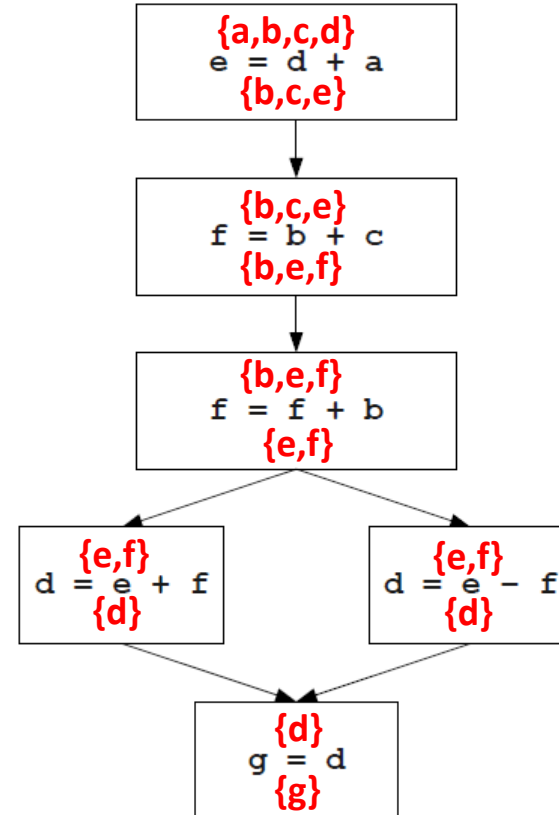 {a,b,c,d}
e = d + a
{b,c,e}
{b,c,e}
f = b + c
{b,e,f}
{b,e,f}
f = f + b
{e,f}
{e,f}
d = e + f
{d}
{e,f}
d = e - f
{d}
{d}
g = d
{g}